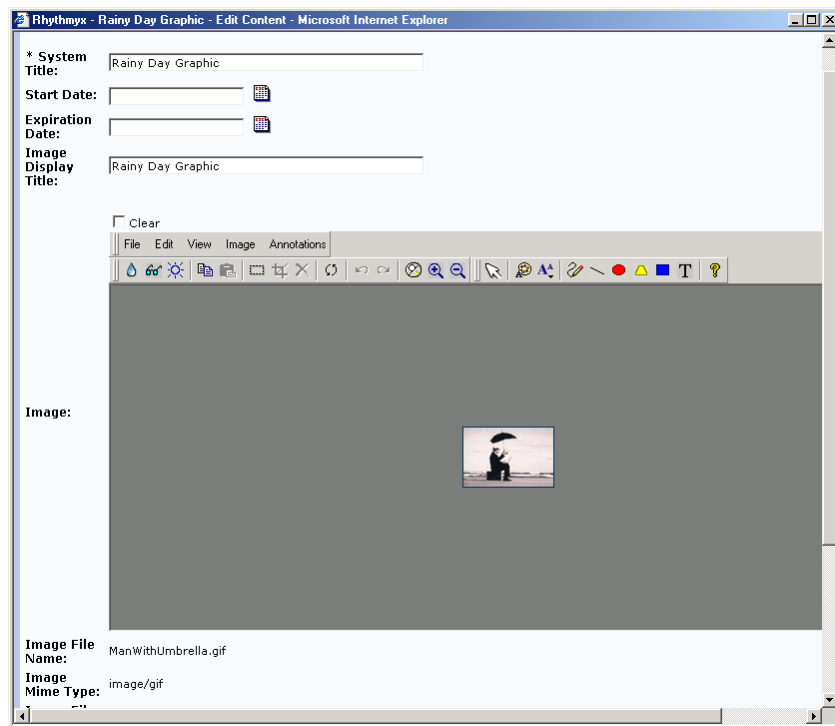 Rhythmyx - Rainy Day Graphic - Edit Content - Microsoft Internet Explorer
* System
Title:
Rainy Day Graphic
Start Date:
Expiration
Date:
Image
Display
Title:
Rainy Day Graphic
Clear
File Edit View Image Annotations
Image:
Image File
Name:
ManWithUmbrella.gif
Image
Mime Type:
image/gif